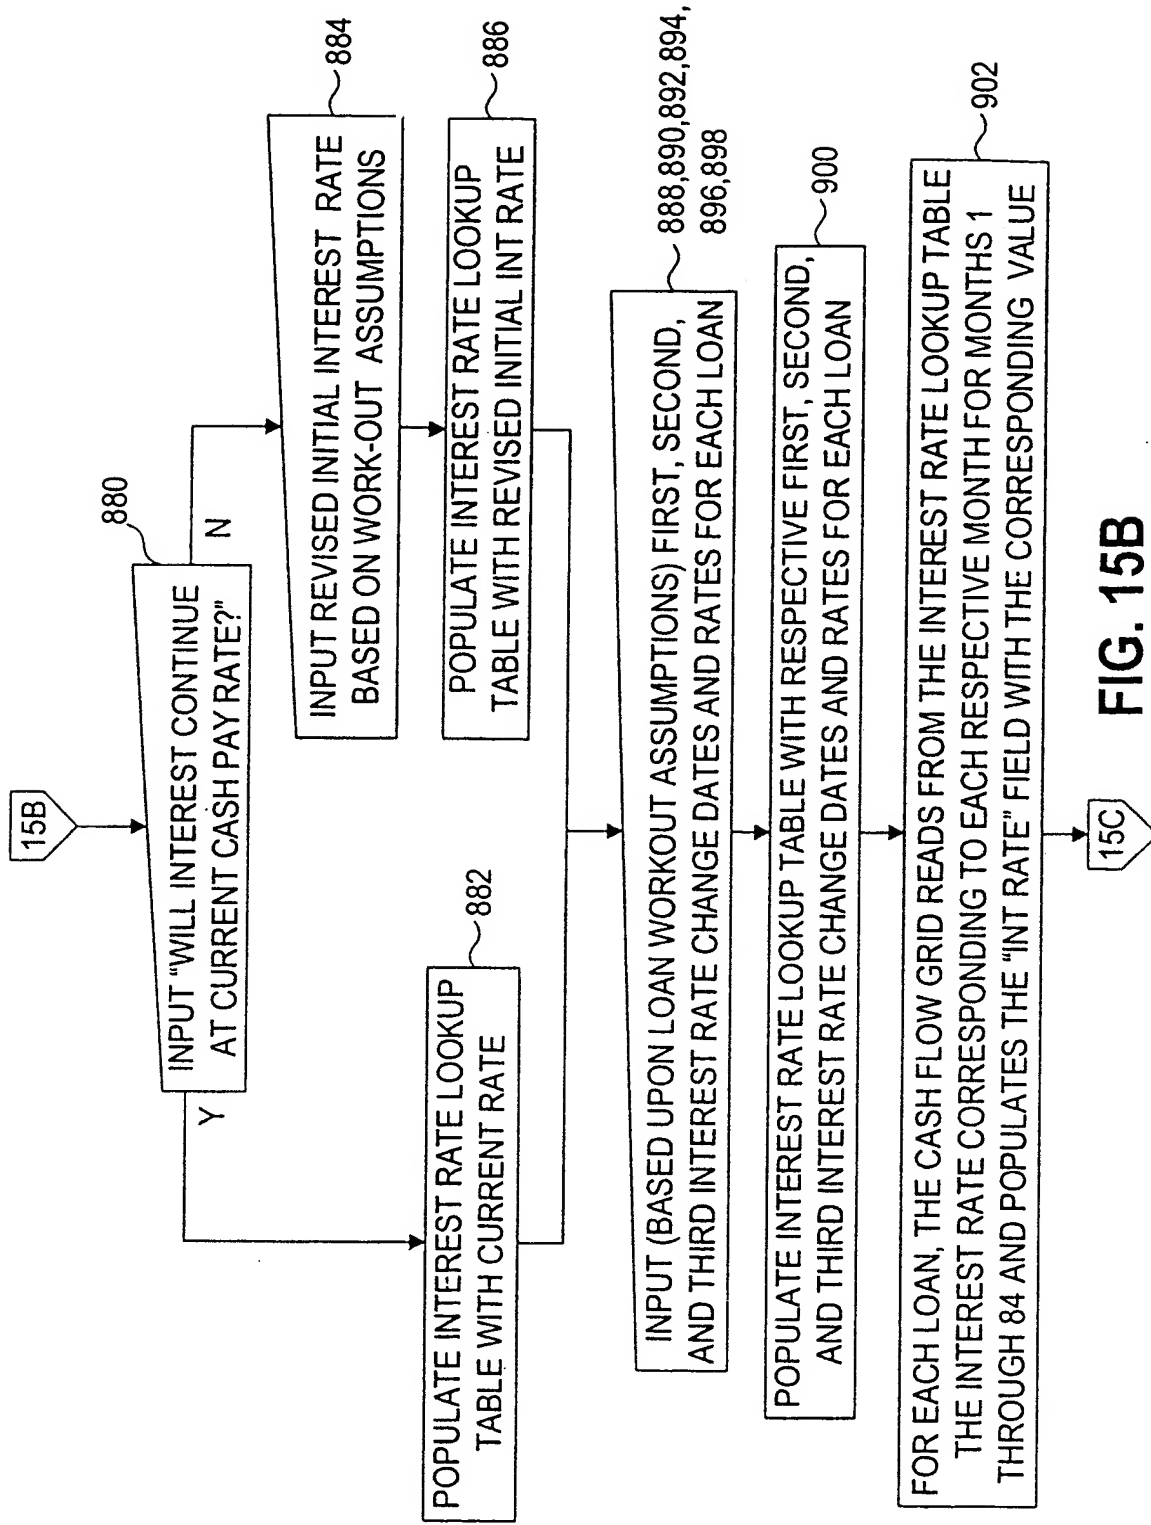 15B
880
INPUT "WILL INTEREST CONTINUE
AT CURRENT CASH PAY RATE?"
Y
N
882
POPULATE INTEREST RATE LOOKUP
TABLE WITH CURRENT RATE
884
INPUT REVISED INITIAL INTEREST RATE
BASED ON WORK-OUT ASSUMPTIONS
886
POPULATE INTEREST RATE LOOKUP
TABLE WITH REVISED INITIAL INT RATE
888,890,892,894,
896,898
INPUT (BASED UPON LOAN WORKOUT ASSUMPTIONS) FIRST, SECOND,
AND THIRD INTEREST RATE CHANGE DATES AND RATES FOR EACH LOAN
900
POPULATE INTEREST RATE LOOKUP TABLE WITH RESPECTIVE FIRST, SECOND,
AND THIRD INTEREST RATE CHANGE DATES AND RATES FOR EACH LOAN
902
FOR EACH LOAN, THE CASH FLOW GRID READS FROM THE INTEREST RATE LOOKUP TABLE
THE INTEREST RATE CORRESPONDING TO EACH RESPECTIVE MONTH FOR MONTHS 1
THROUGH 84 AND POPULATES THE "INT RATE" FIELD WITH THE CORRESPONDING VALUE
15C
FIG. 15B